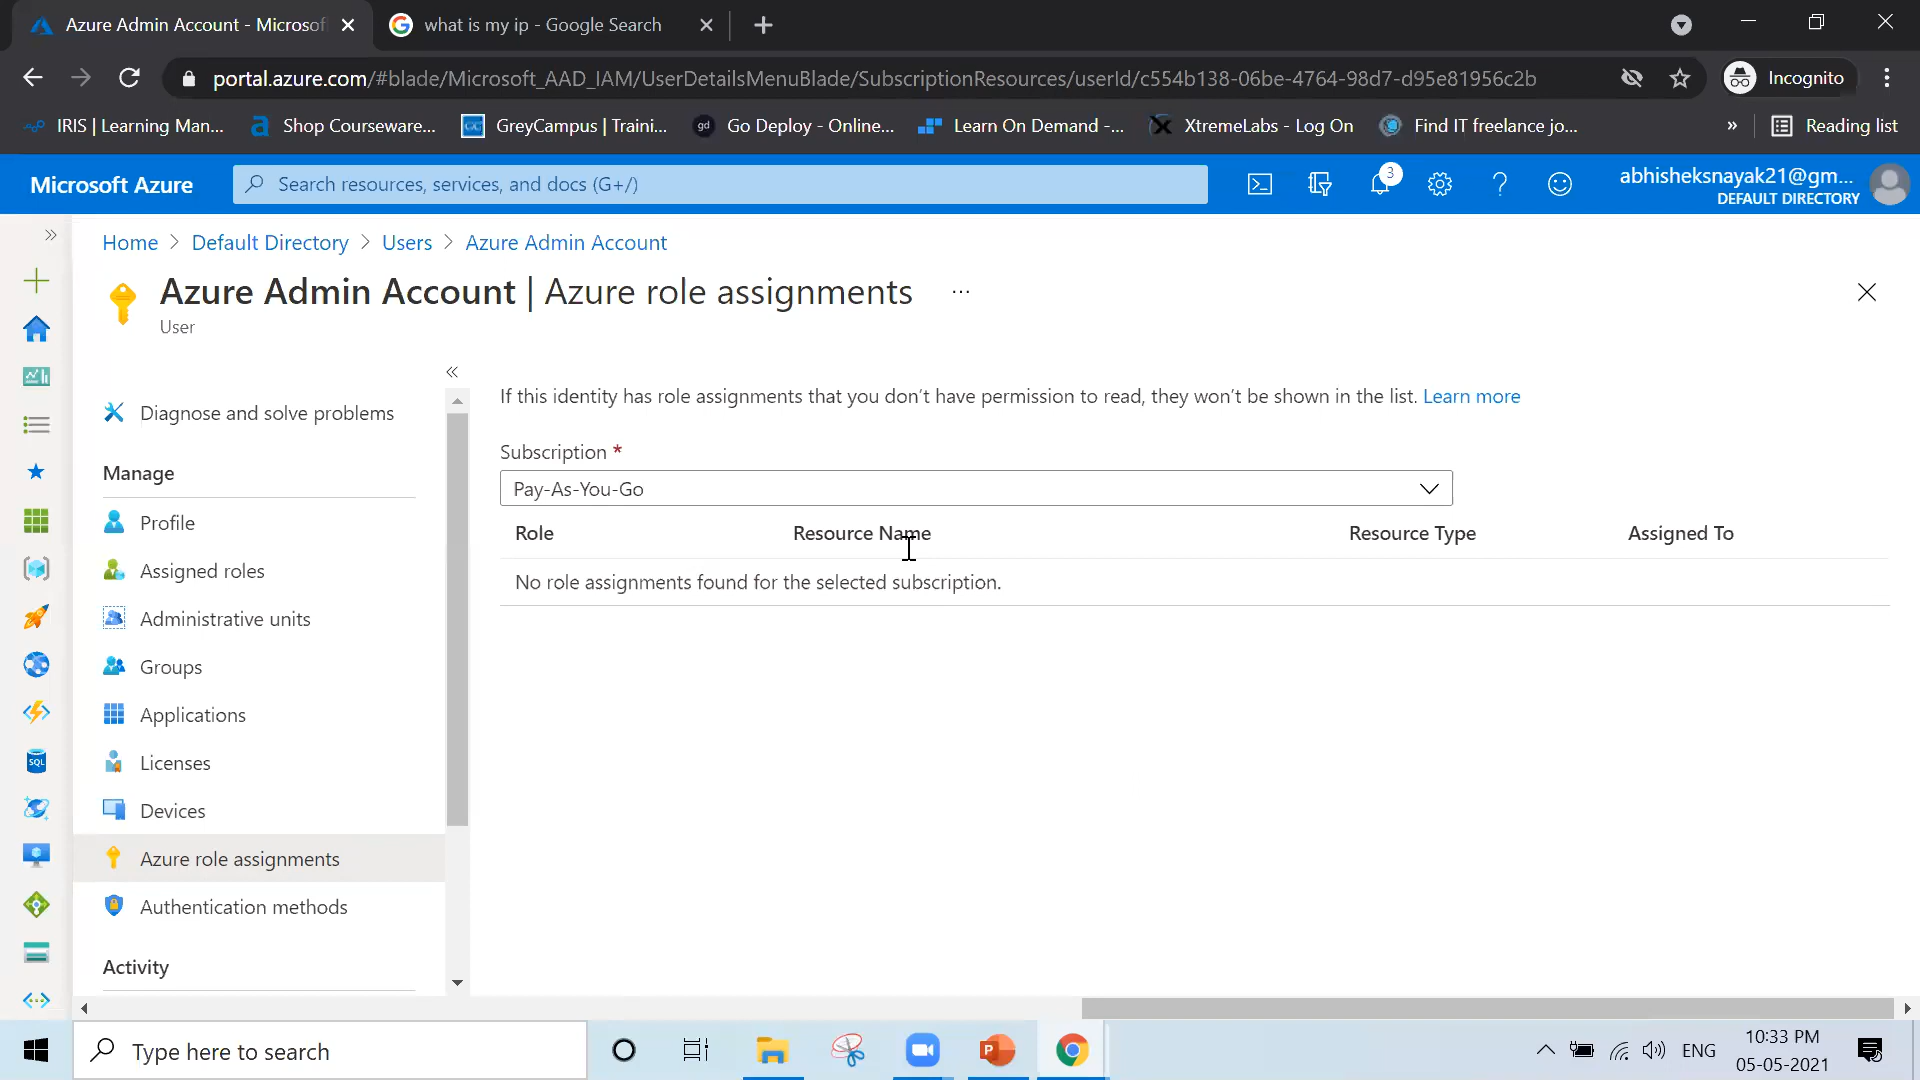 Azure Admin Account - Microsof
what is my ip - Google Search
portal.azure.com/#blade/Microsoft_AAD_IAM/UserDetailsMenuBlade/SubscriptionResources/userId/c554b138-06be-4764-98d7-d95e81956c2b
Incognito
IRIS | Learning Man...
Shop Courseware...
GreyCampus | Traini...
gd
Go Deploy - Online...
Learn On Demand -...
XtremeLabs - Log On
Find IT freelance jo...
»
Reading list
Microsoft Azure
Search resources, services, and docs (G+/)
3
abhisheksnayak21@gm...
DEFAULT DIRECTORY
Home > Default Directory > Users > Azure Admin Account
Azure Admin Account | Azure role assignments ...
User
Diagnose and solve problems
Manage
Profile
Assigned roles
Administrative units
Groups
Applications
Licenses
Devices
Azure role assignments
Authentication methods
Activity
If this identity has role assignments that you don't have permission to read, they won't be shown in the list. Learn more
Subscription *
Pay-As-You-Go
Role Resource Name Resource Type Assigned To
No role assignments found for the selected subscription.
SQL
Type here to search
ENG
10:33 PM
05-05-2021